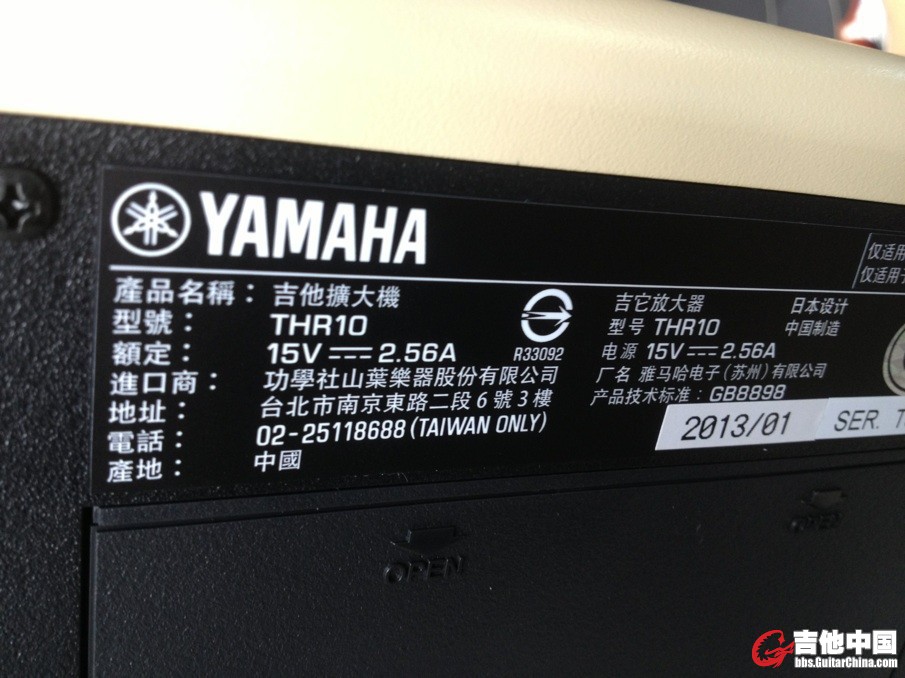 YAMAHA
產品名稱： 吉他擴大機
型號： THR10
額定： 15V 2.56A
R33092
進口商： 功學社山葉樂器股份有限公司
地址： 台北市南京東路二段6號3樓
電話： 02-25118688(TAIWAN ONLY)
產地： 中國
吉它放大器 日本设计
型号 THR10 中国制造
电源 15V 2.56A
厂名 雅马哈电子(苏州)有限公司
产品技术标准：GB8898
2013/01 SER.
仅适用
仅适用于
OPEN
OPEN
吉他中国
bbs.GuitarChina.com